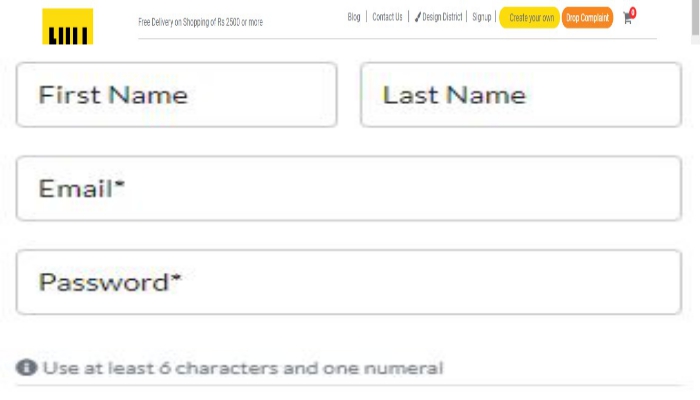 Free Delivery on Shopping of Rs 2500 or more
Blog | Contact Us | Design District | Signup | Create your own Drop Complaint 0
First Name Last Name
Email*
Password*
Use at least 6 characters and one numeral